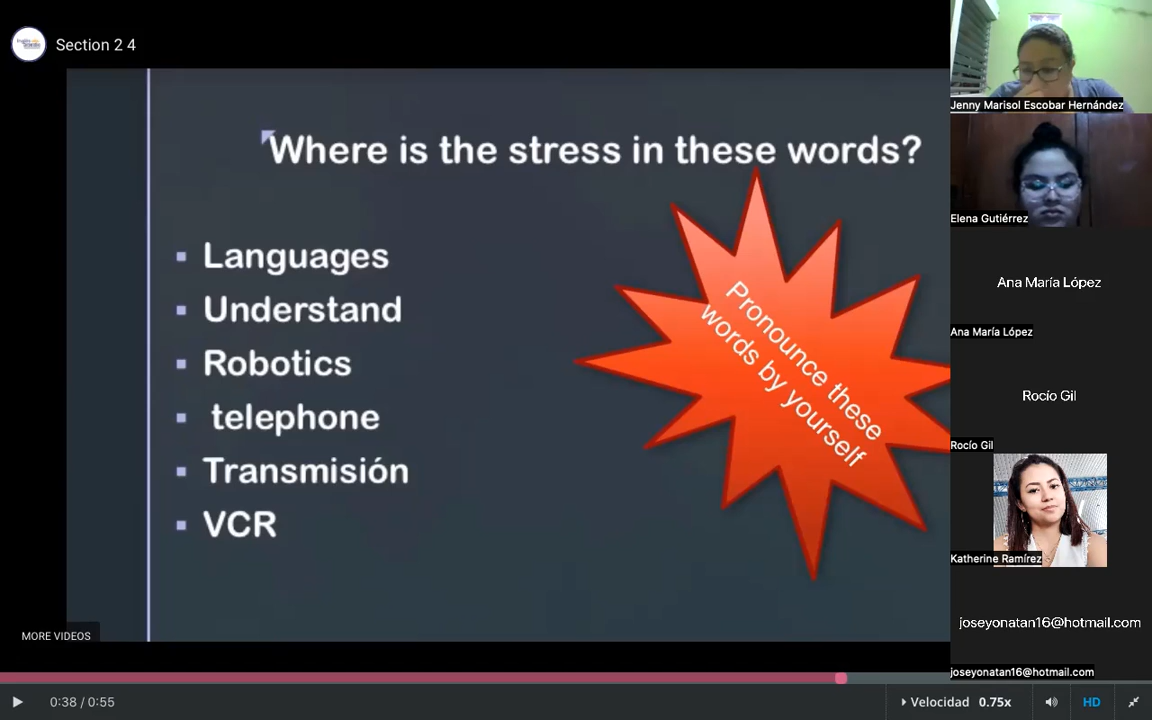 Section 2 4
Where is the stress in these words?
Languages
Understand
Robotics
telephone
Transmisión
VCR
Pronounce these
words by yourself
MORE VIDEOS
0:38 / 0:55
Velocidad 0.75x
HD
Jenny Marisol Escobar Hernández
Elena Gutiérrez
Ana María López
Ana María López
Rocío Gil
Rocío Gil
Katherine Ramírez
joseyonatan16@hotmail.com
joseyonatan16@hotmail.com